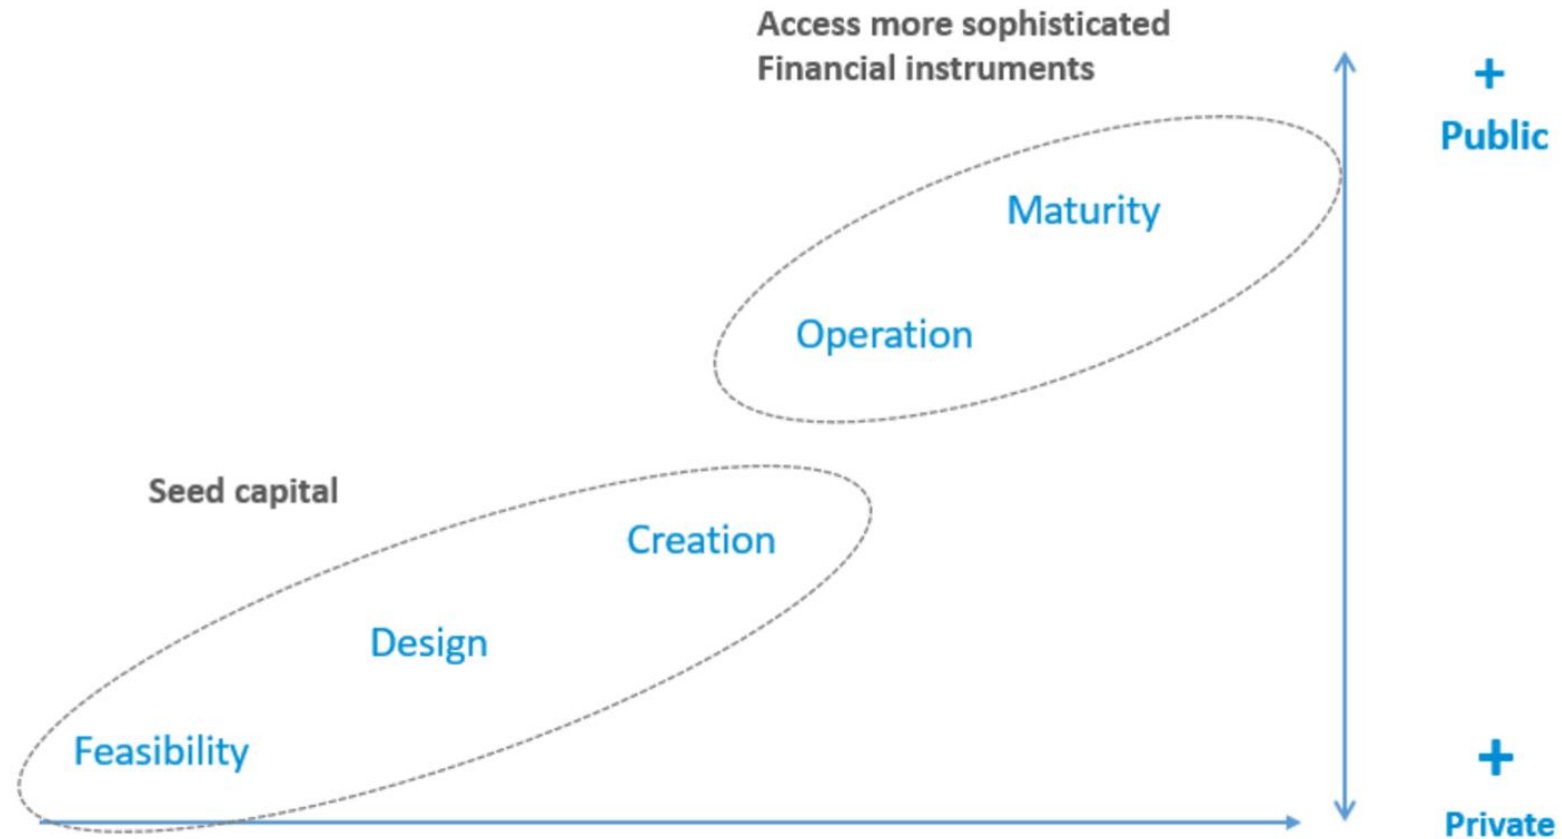 Access more sophisticated
Financial instruments
+
Public
Maturity
Operation
Seed capital
Creation
Design
Feasibility
+
Private